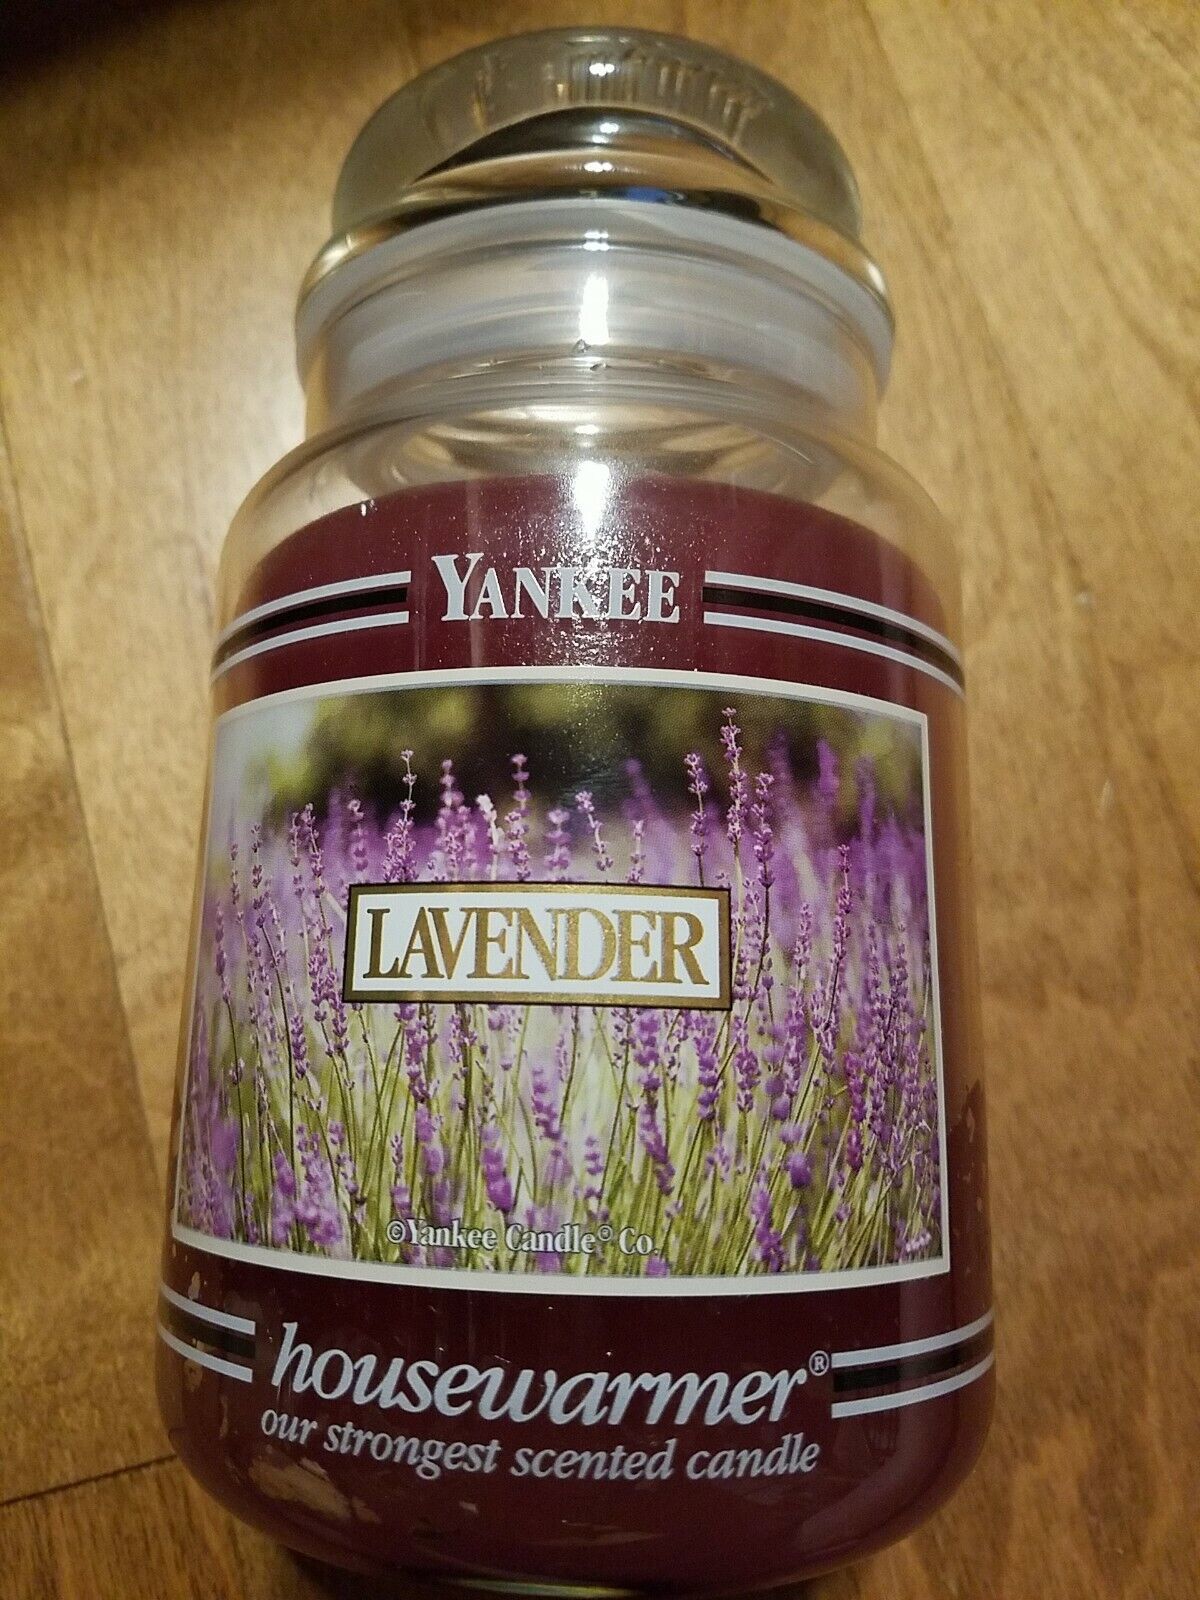 YANKEE
LAVENDER
©Yankee Candle® Co.
housewarmer®
our strongest scented candle